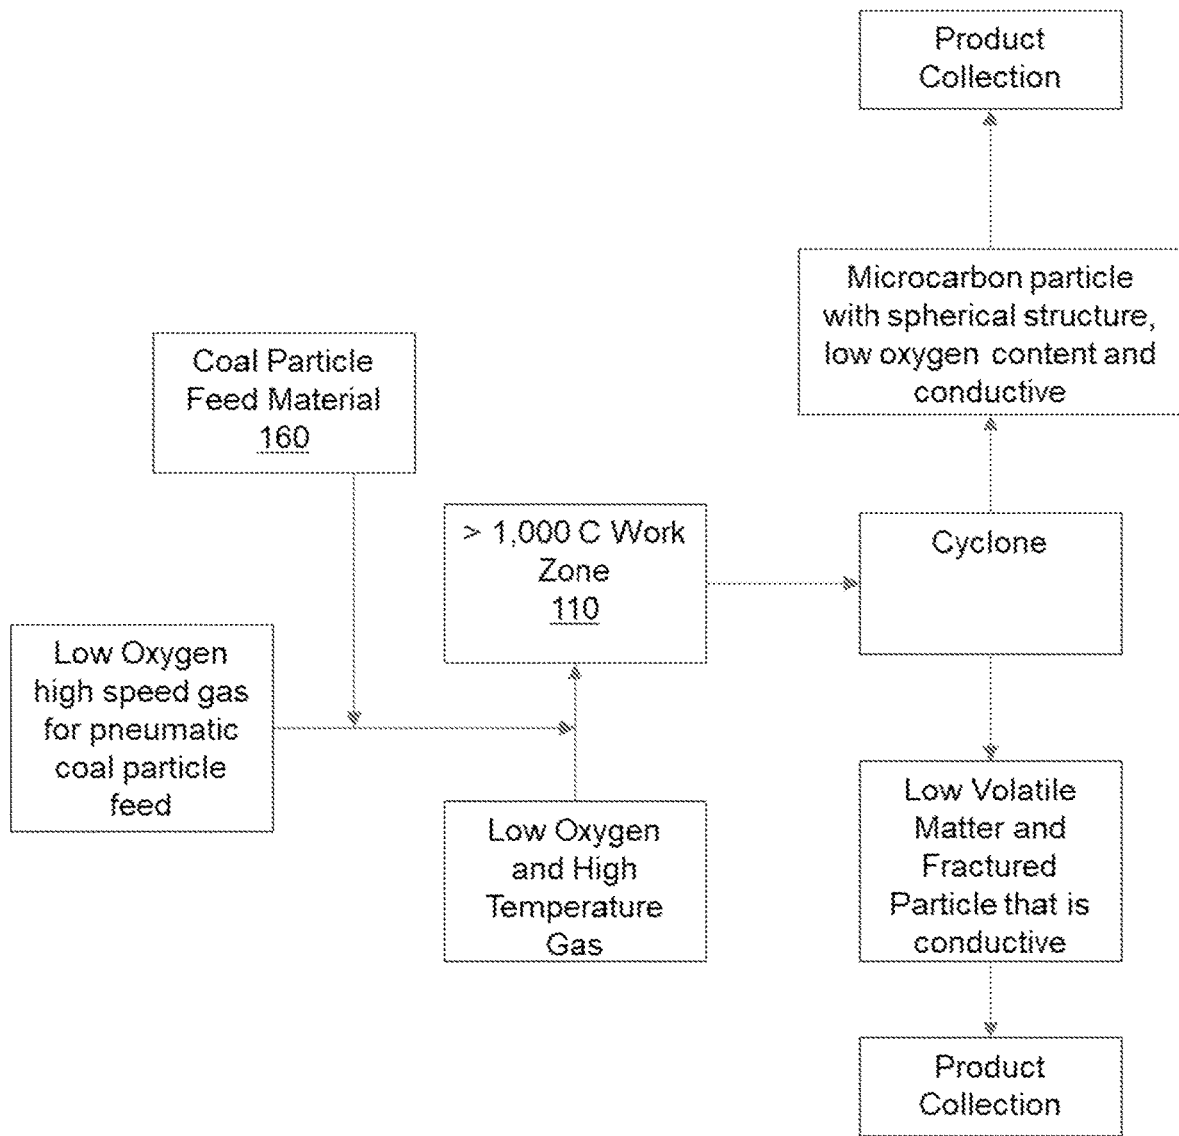 Product
Collection
Microcarbon particle
with spherical structure,
low oxygen content and
conductive
Coal Particle
Feed Material
160
> 1,000 C Work
Zone
110
Cyclone
Low Oxygen
high speed gas
for pneumatic
coal particle
feed
Low Oxygen
and High
Temperature
Gas
Low Volatile
Matter and
Fractured
Particle that is
conductive
Product
Collection